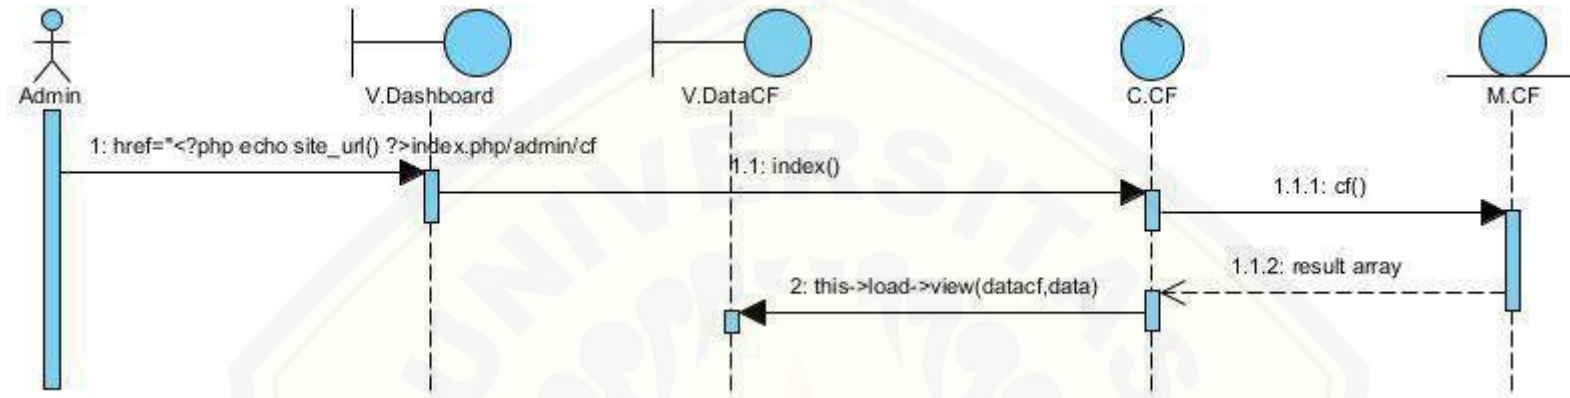 Admin
V.Dashboard
V.DataCF
C.CF
M.CF
1: href="<?php echo site_url() ?>index.php/admin/cf
1.1: index()
1.1.1: cf()
1.1.2: result array
2: this->load->view(datacf,data)
UNIVERSITAS